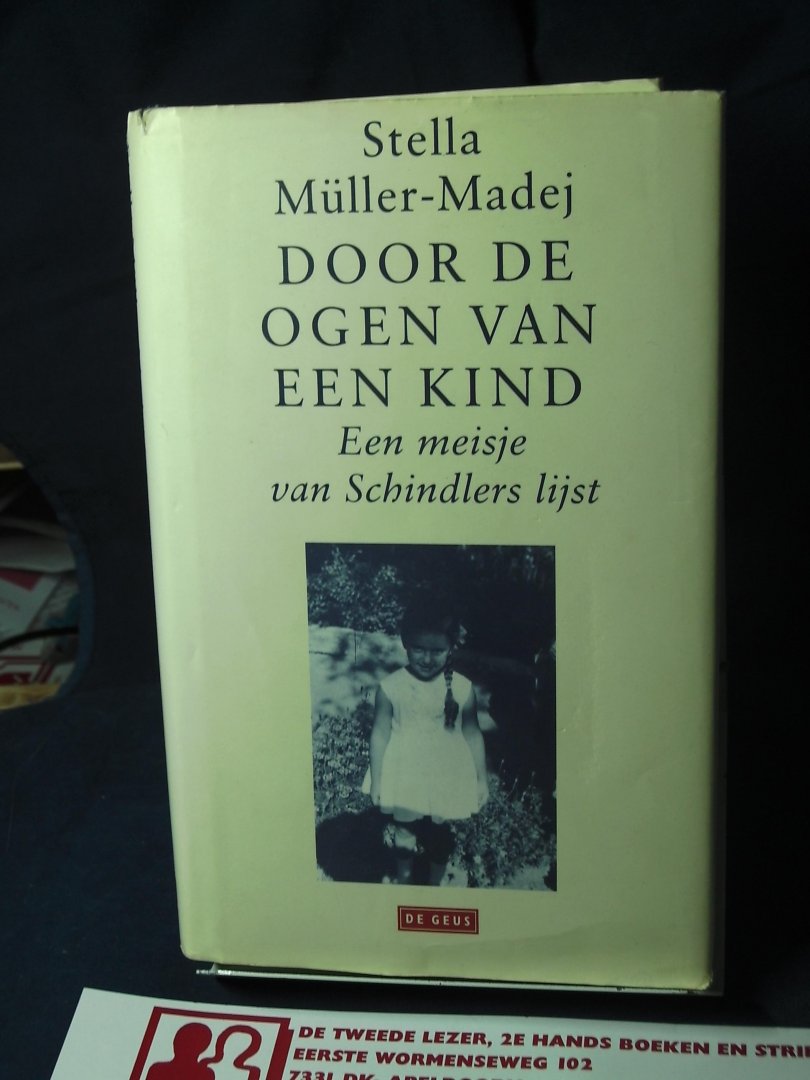 Stella
Müller-Madej
DOOR DE
OGEN VAN
EEN KIND
Een meisje
van Schindlers lijst
DE GEUS
DE TWEEDE LEZER, 2E HANDS BOEKEN EN STRI
EERSTE WORMENSEWEG 102